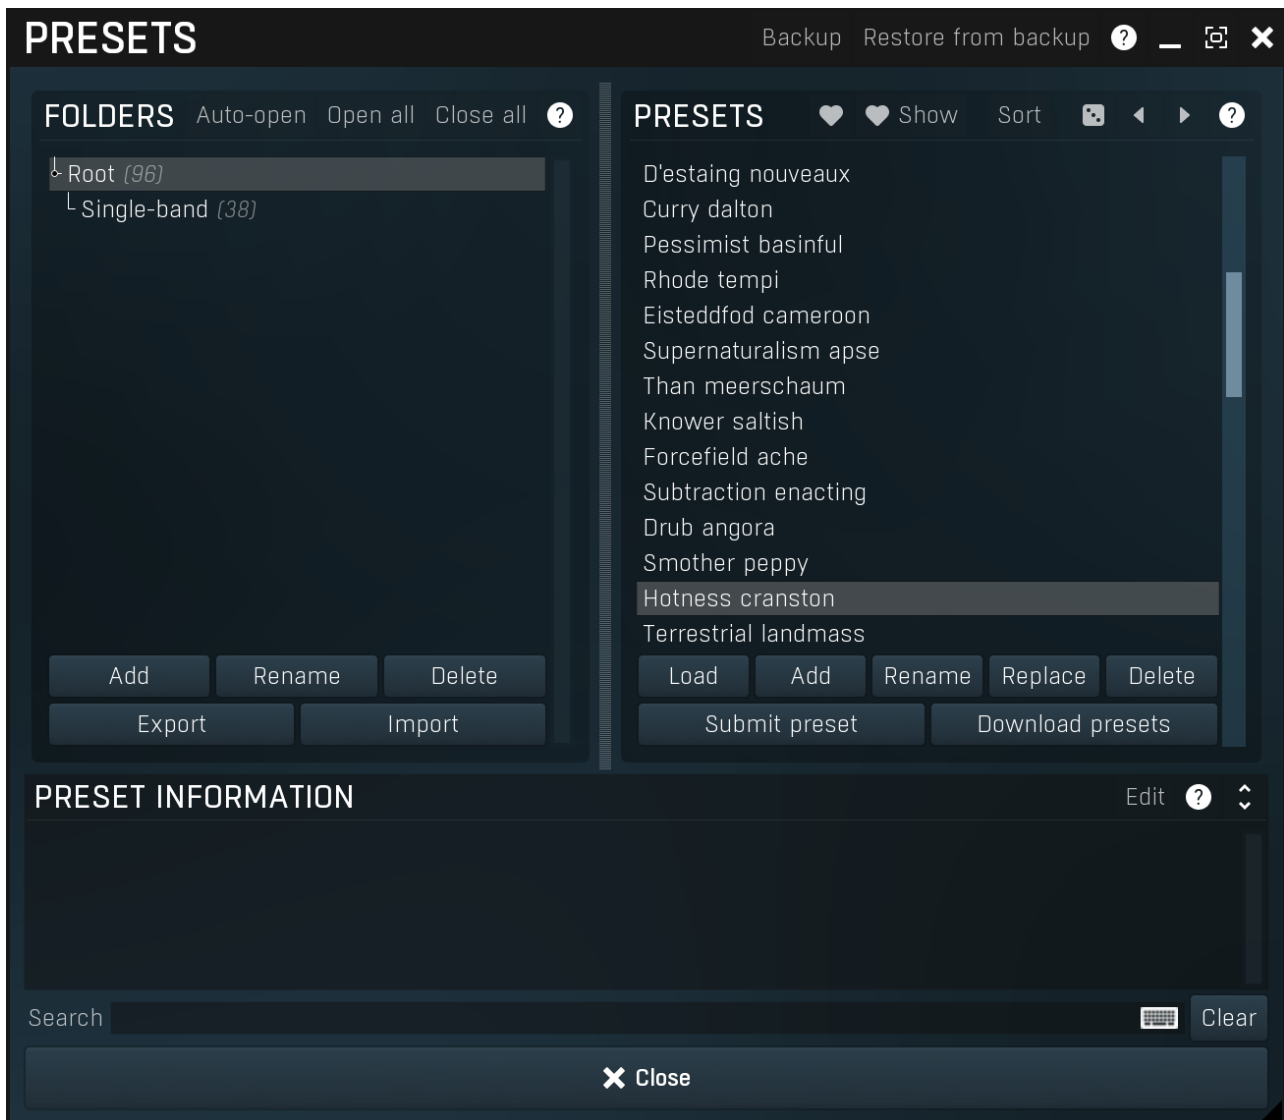 PRESETS Backup Restore from backup ?
FOLDERS Auto-open Open all Close all ?
Root (96)
Single-band (38)
Add Rename Delete
Export Import
PRESETS Show Sort ?
D'estaing nouveaux
Curry dalton
Pessimist basinful
Rhode tempi
Eisteddfod cameroon
Supernaturalism apse
Than meerschaum
Knower saltish
Forcefield ache
Subtraction enacting
Drub angora
Smother peppy
Hotness cranston
Terrestrial landmass
Load Add Rename Replace Delete
Submit preset Download presets
PRESET INFORMATION Edit ?
Search Clear
Close